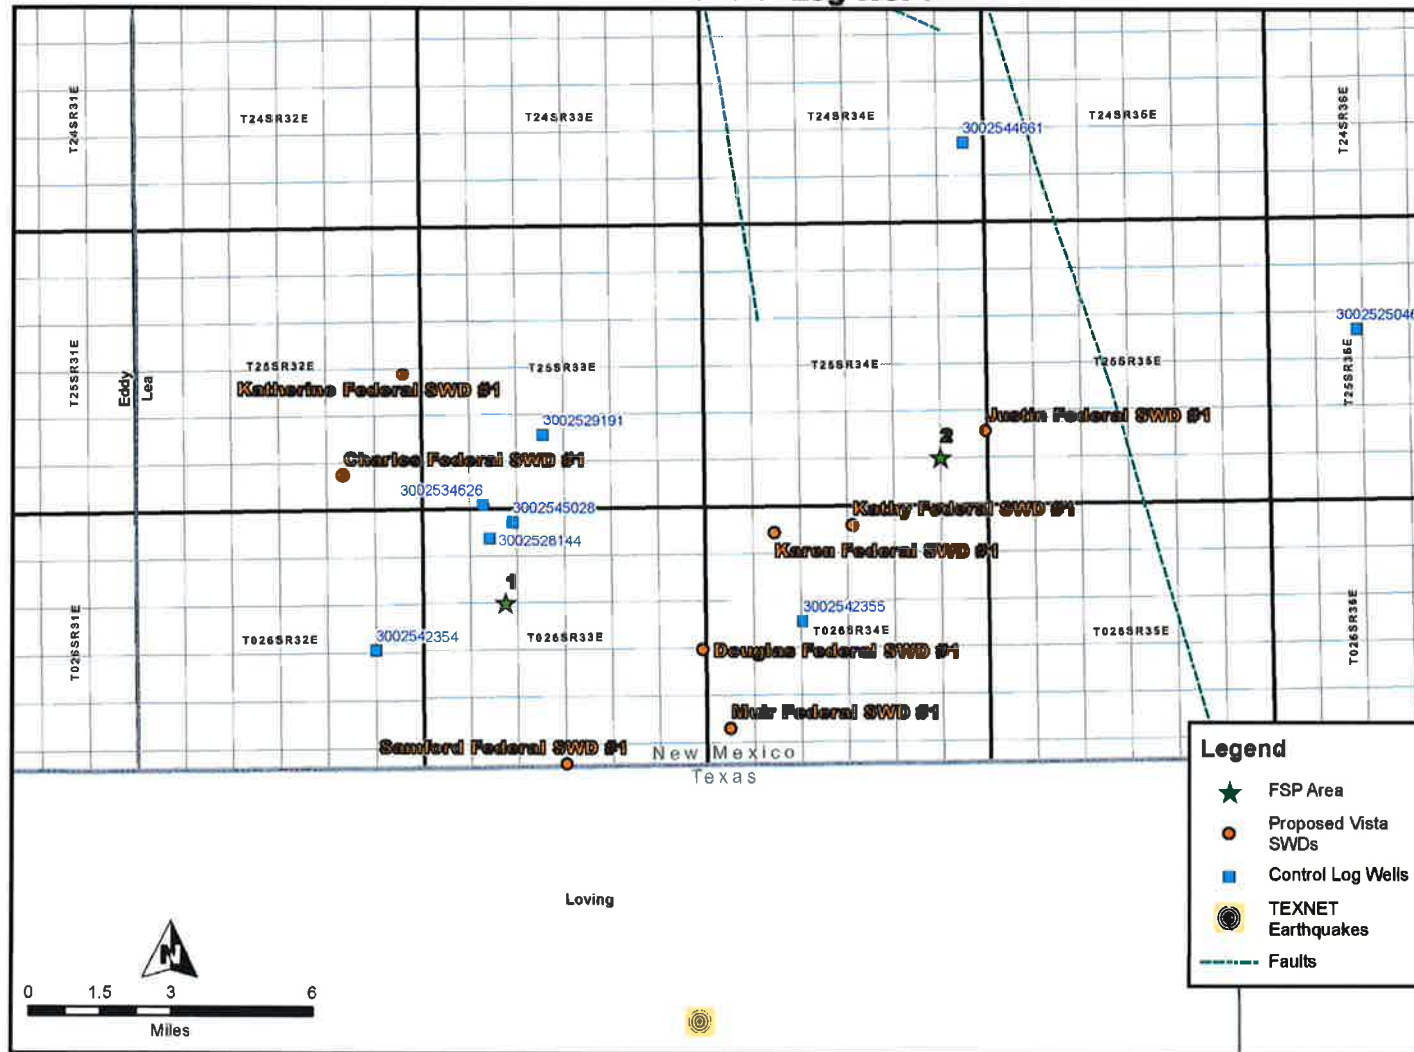 T24SR31E
T24SR32E
T24SR33E
T24SR34E
T24SR35E
T24SR36E
3002544661
3002525046
T25SR31E
Eddy
Lea
T25SR32E
Katherine Federal SWD #1
T25SR33E
T25SR34E
T25SR35E
T25SR36E
3002529191
Justin Federal SWD #1
2
Charles Federal SWD #1
3002534626
3002545028
3002528144
Kathy Federal SWD #1
Karen Federal SWD #1
1
3002542355
T026SR31E
T026SR32E
3002542354
T026SR33E
T026SR34E
T026SR35E
T026SR36E
Douglas Federal SWD #1
Muir Federal SWD #1
Samford Federal SWD #1
New Mexico
Texas
Loving
N
0 1.5 3 6
Miles
Legend
FSP Area
Proposed Vista
SWDs
Control Log Wells
TEXNET
Earthquakes
Faults